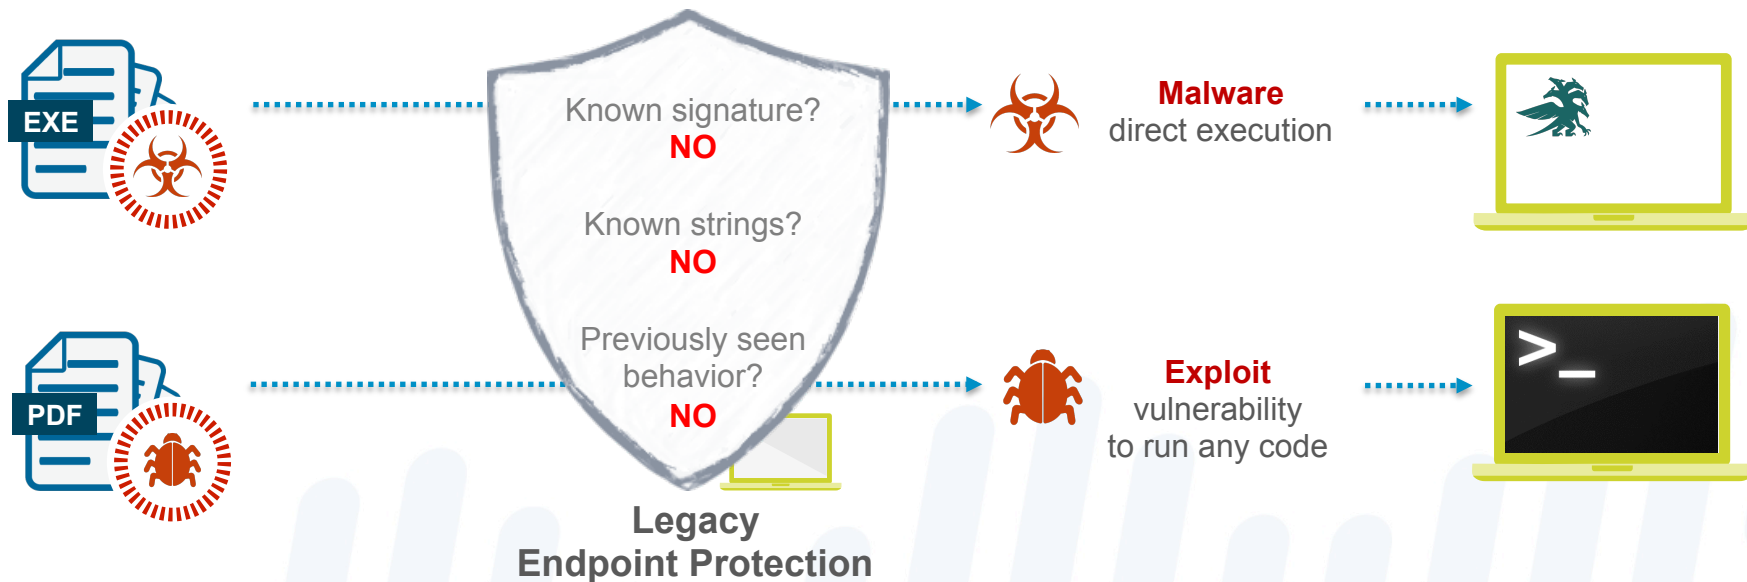 EXE
Known signature?
NO
Known strings?
NO
Previously seen
behavior?
NO
Malware
direct execution
PDF
Exploit
vulnerability
to run any code
>_
Legacy
Endpoint Protection